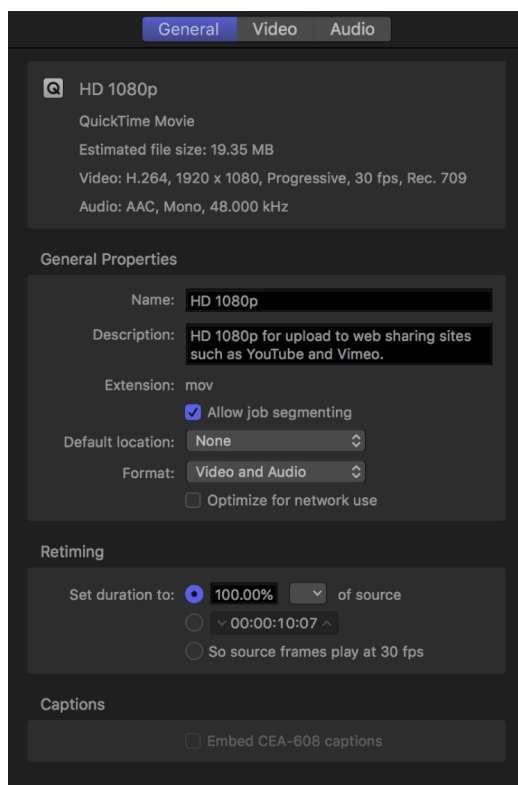 General Video Audio
Q HD 1080p
QuickTime Movie
Estimated file size: 19.35 MB
Video: H.264, 1920 x 1080, Progressive, 30 fps, Rec. 709
Audio: AAC, Mono, 48.000 kHz
General Properties
Name: HD 1080p
Description: HD 1080p for upload to web sharing sites
such as YouTube and Vimeo.
Extension: mov
Allow job segmenting
Default location: None
Format: Video and Audio
Optimize for network use
Retiming
Set duration to: 100.00% of source
00:00:10:07
So source frames play at 30 fps
Captions
Embed CEA-608 captions